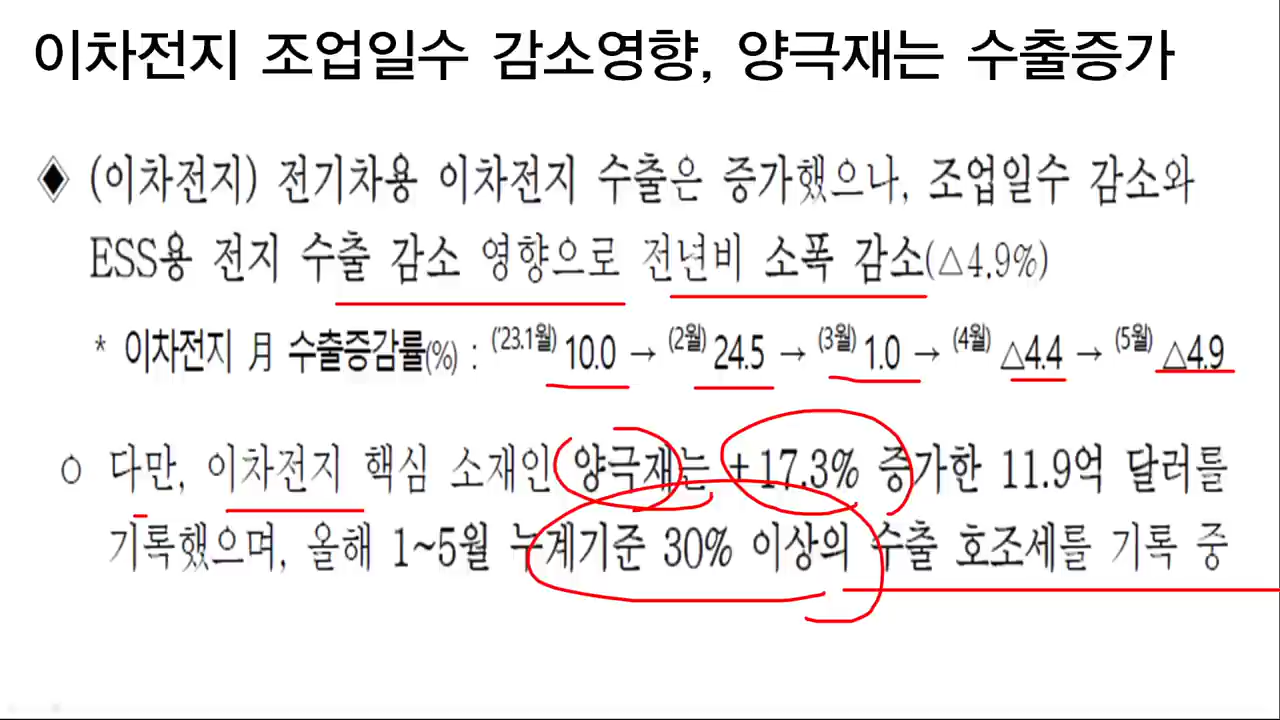 이차전지 조업일수 감소영향, 양극재는 수출증가
◈ (이차전지) 전기차용 이차전지 수출은 증가했으나, 조업일수 감소와
ESS용 전지 수출 감소 영향으로 전년비 소폭 감소(△4.9%)
* 이차전지 月 수출증감률(%) : ('23.1월) 10.0 → (2월) 24.5 → (3월) 1.0 → (4월) △4.4 → (5월) △4.9
○ 다만, 이차전지 핵심 소재인 양극재는 +17.3% 증가한 11.9억 달러를
기록했으며, 올해 1~5월 누계기준 30% 이상의 수출 호조세를 기록 중